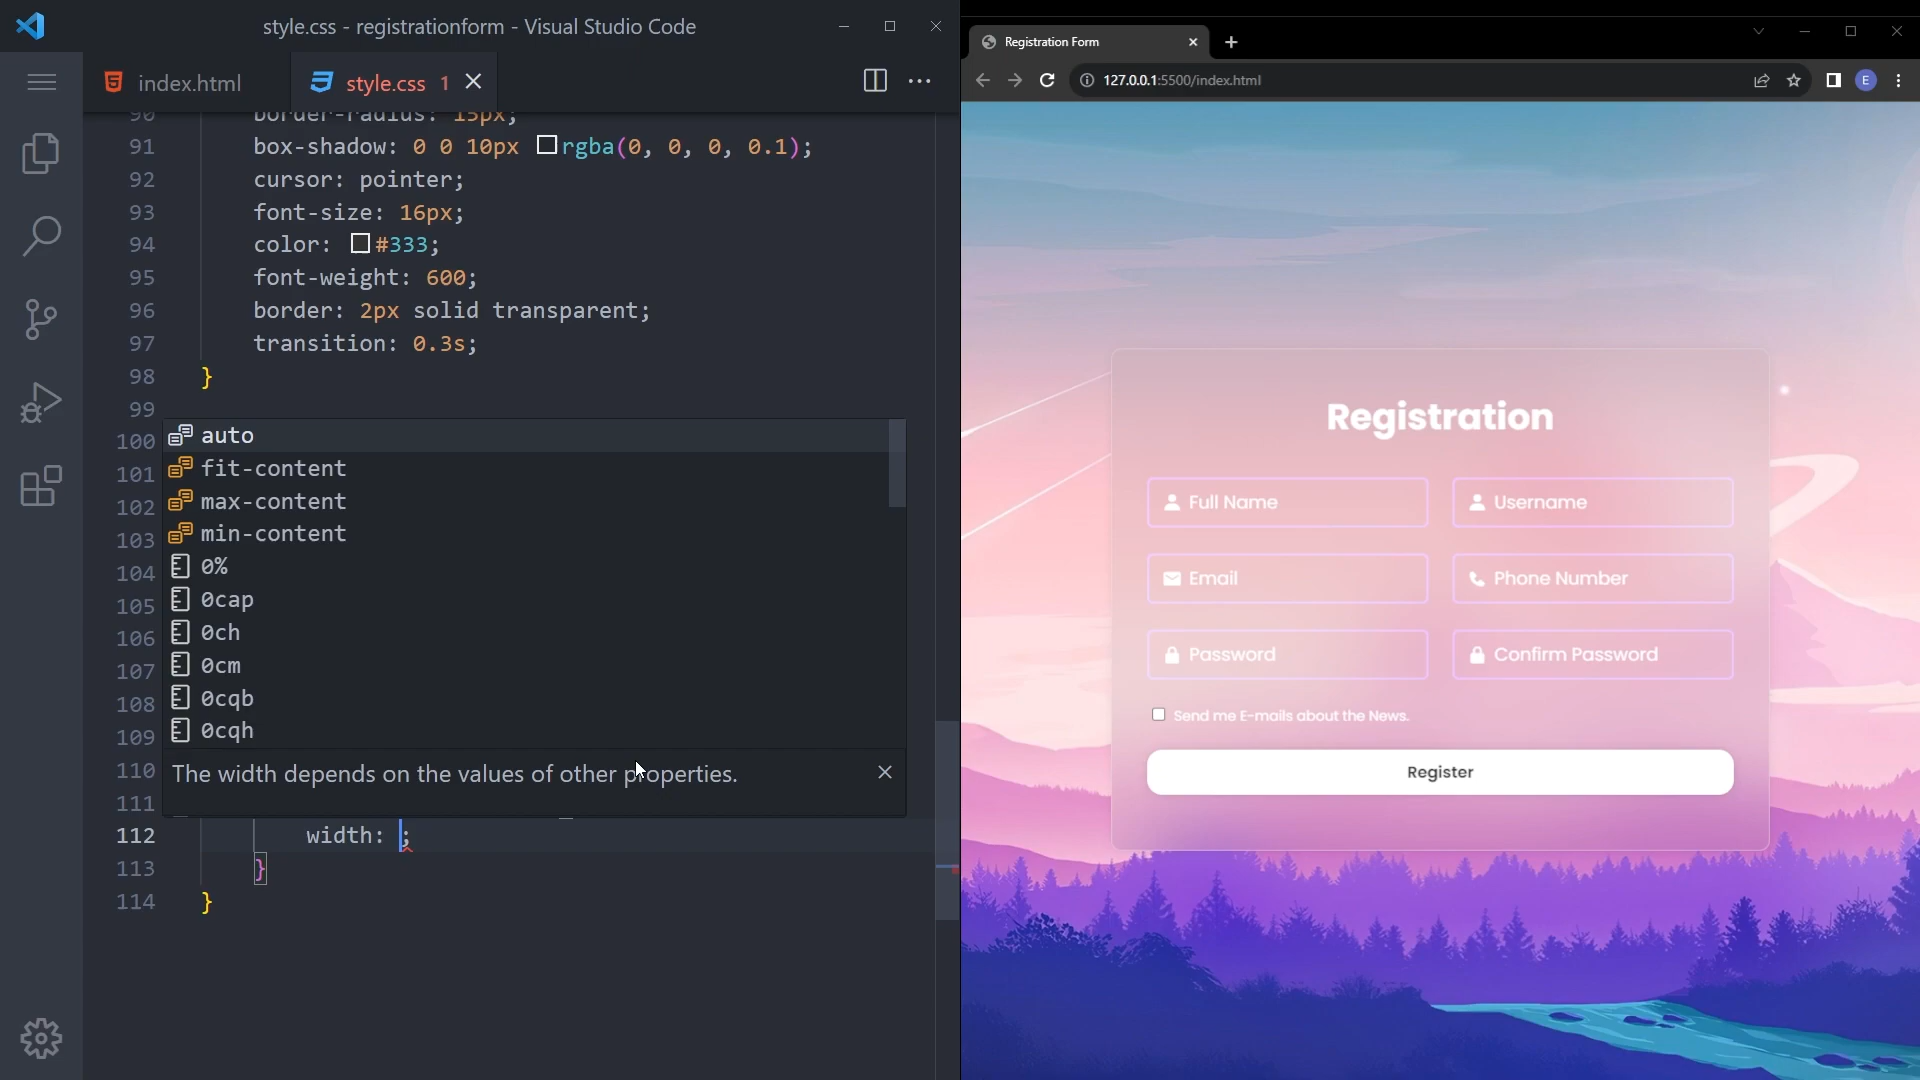 style.css - registrationform - Visual Studio Code
index.html
style.css 1
90 border-radius: 15px;
91 box-shadow: 0 0 10px rgba(0, 0, 0, 0.1);
92 cursor: pointer;
93 font-size: 16px;
94 color: #333;
95 font-weight: 600;
96 border: 2px solid transparent;
97 transition: 0.3s;
98 }
99
100 auto
101 fit-content
102 max-content
103 min-content
104 0%
105 0cap
106 0ch
107 0cm
108 0cqb
109 0cqh
110 The width depends on the values of other properties.
111
112 width: ;
113 }
114 }
Registration Form
127.0.0.1:5500/index.html
E
Registration
Full Name
Username
Email
Phone Number
Password
Confirm Password
Send me E-mails about the News.
Register